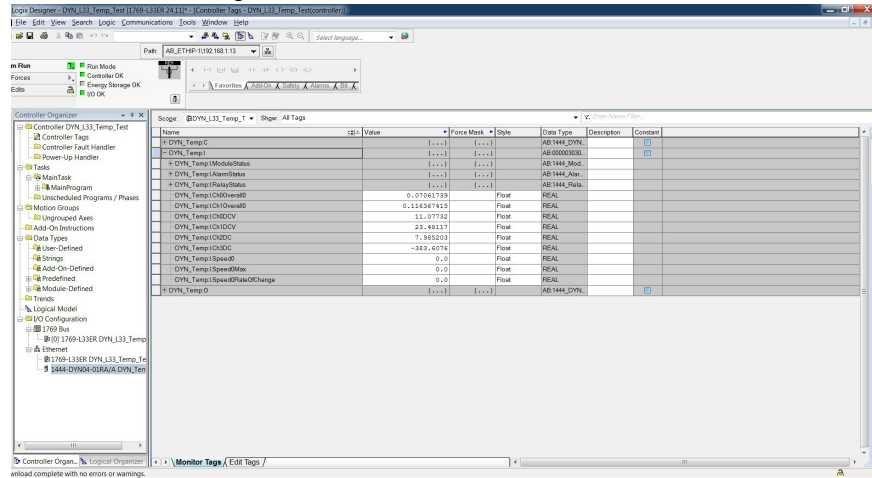 Logix Designer - DYN_L33_Temp_Test [1769-L33ER 24.11]* - [Controller Tags - DYN_L33_Temp_Test(controller)]
File Edit View Search Logic Communications Tools Window Help
Select language...
Path: AB_ETHIP-1\192.168.1.13
m Run
Run Mode
Forces
Controller OK
Energy Storage OK
Edits
I/O OK
Favorites Add-On Safety Alarms Bit
Controller Organizer
Controller DYN_L33_Temp_Test
Controller Tags
Controller Fault Handler
Power-Up Handler
Tasks
MainTask
MainProgram
Unscheduled Programs / Phases
Motion Groups
Ungrouped Axes
Add-On Instructions
Data Types
User-Defined
Strings
Add-On-Defined
Predefined
Module-Defined
Trends
Logical Model
I/O Configuration
1769 Bus
[0] 1769-L33ER DYN_L33_Temp
Ethernet
1769-L33ER DYN_L33_Temp_Te
1444-DYN04-01RA/A DYN_Ten
Controller Organ... Logical Organizer
Scope: DYN_L33_Temp_T Show: All Tags Enter Name Filter...
Name Value Force Mask Style Data Type Description Constant
DYN_Temp:C {...} {...} AB:1444_DYN...
DYN_Temp:I {...} {...} AB:000003030...
DYN_Temp:I.ModuleStatus {...} {...} AB:1444_Mod...
DYN_Temp:I.AlarmStatus {...} {...} AB:1444_Alar...
DYN_Temp:I.RelayStatus {...} {...} AB:1444_Rela...
DYN_Temp:I.Ch0Overall0 0.07061739 Float REAL
DYN_Temp:I.Ch1Overall0 0.116367415 Float REAL
DYN_Temp:I.Ch0DCV 11.07732 Float REAL
DYN_Temp:I.Ch1DCV 23.48117 Float REAL
DYN_Temp:I.Ch2DC 7.985203 Float REAL
DYN_Temp:I.Ch3DC -383.6076 Float REAL
DYN_Temp:I.Speed0 0.0 Float REAL
DYN_Temp:I.Speed0Max 0.0 Float REAL
DYN_Temp:I.Speed0RateOfChange 0.0 Float REAL
DYN_Temp:O {...} {...} AB:1444_DYN...
Monitor Tags Edit Tags
wnload complete with no errors or warnings.